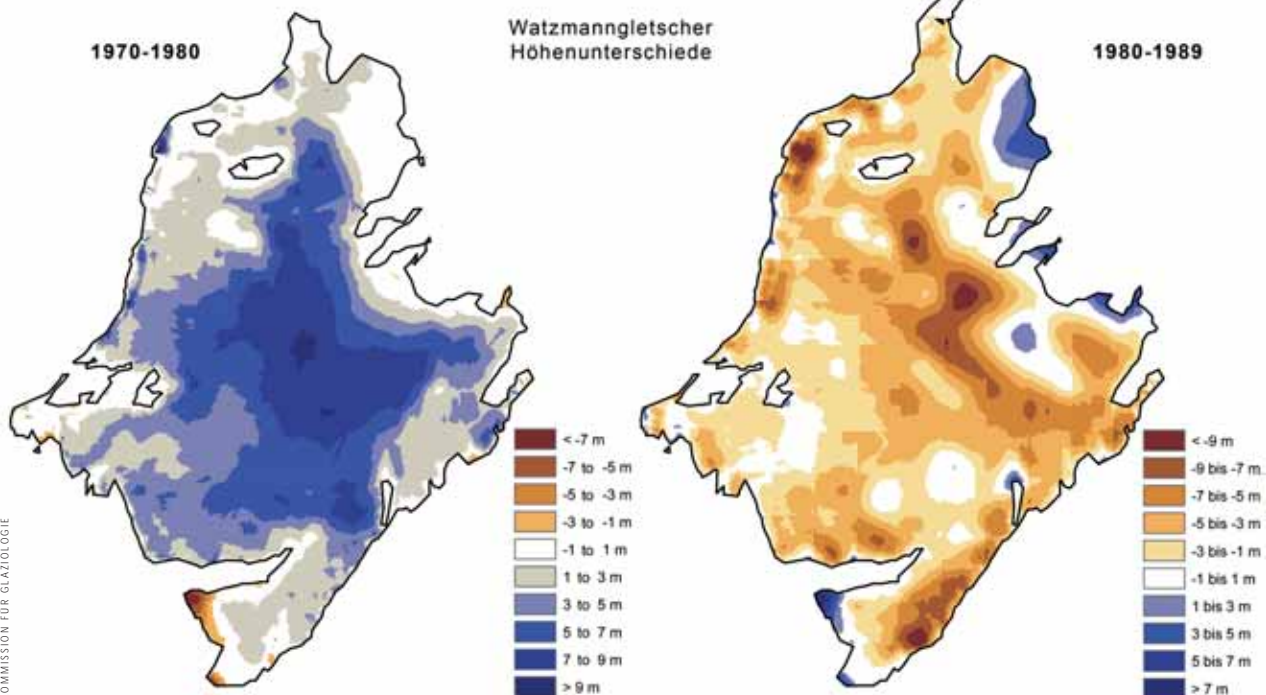 1970-1980
Watzmanngletscher
Höhenunterschiede
1980-1989
< -7 m
-7 to -5 m
-5 to -3 m
-3 to -1 m
-1 to 1 m
1 to 3 m
3 to 5 m
5 to 7 m
7 to 9 m
> 9 m
< -9 m
-9 bis -7 m
-7 bis -5 m
-5 bis -3 m
-3 bis -1 m
-1 bis 1 m
1 bis 3 m
3 bis 5 m
5 bis 7 m
> 7 m
OMMISSION FÜR GLAZIOLOGIE